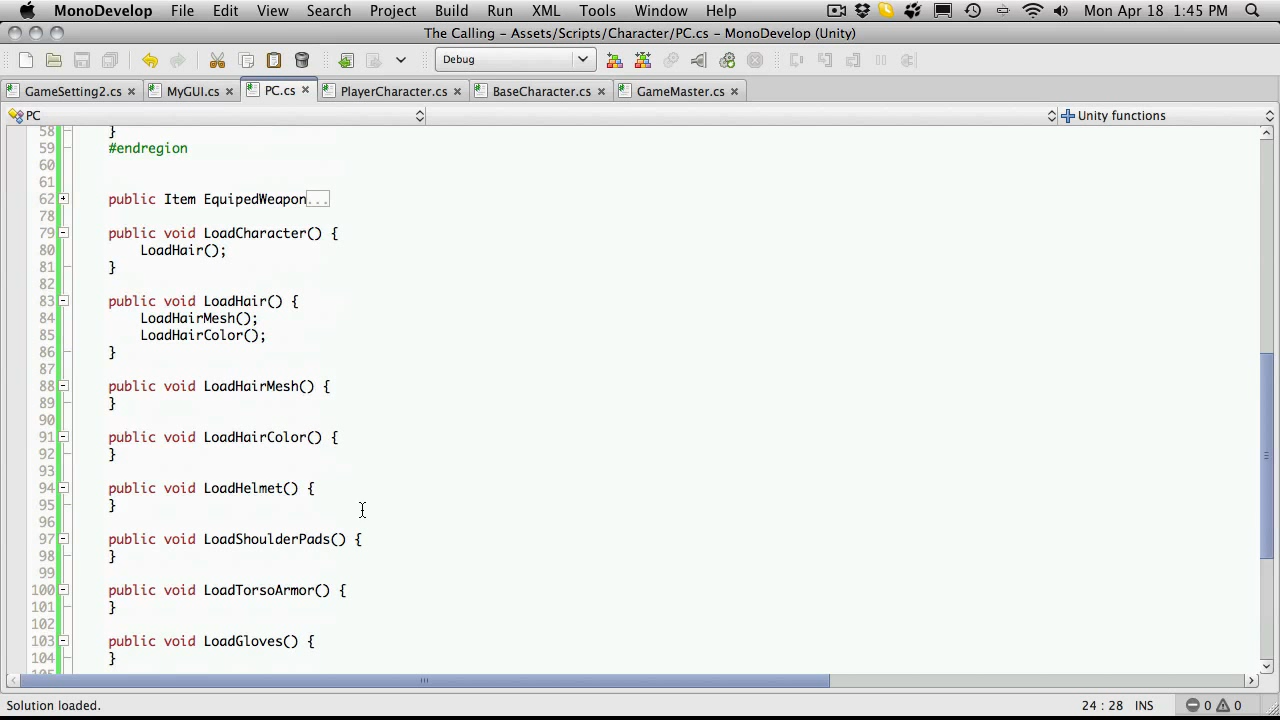 MonoDevelop File Edit View Search Project Build Run XML Tools Window Help Mon Apr 18 1:45 PM
The Calling - Assets/Scripts/Character/PC.cs - MonoDevelop (Unity)
Debug
GameSetting2.cs MyGUI.cs PC.cs PlayerCharacter.cs BaseCharacter.cs GameMaster.cs
PC Unity functions
58 }
59 #endregion
60
61
62 public Item EquipedWeapon...
78
79 public void LoadCharacter() {
80 LoadHair();
81 }
82
83 public void LoadHair() {
84 LoadHairMesh();
85 LoadHairColor();
86 }
87
88 public void LoadHairMesh() {
89 }
90
91 public void LoadHairColor() {
92 }
93
94 public void LoadHelmet() {
95 }
96
97 public void LoadShoulderPads() {
98 }
99
100 public void LoadTorsoArmor() {
101 }
102
103 public void LoadGloves() {
104 }
Solution loaded. 24 : 28 INS 0 0